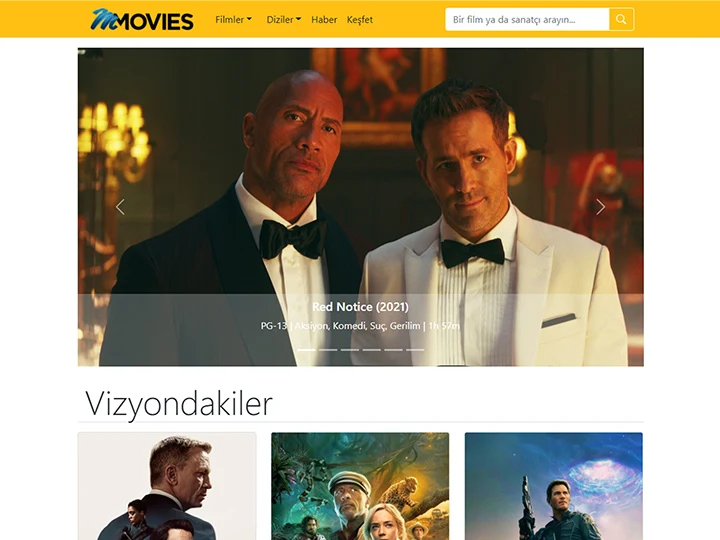 MOVIES
Filmler Diziler Haber Keşfet
Bir film ya da sanatçı arayın...
Red Notice (2021)
PG-13 | Aksiyon, Komedi, Suç, Gerilim | 1h 57m
Vizyondakiler